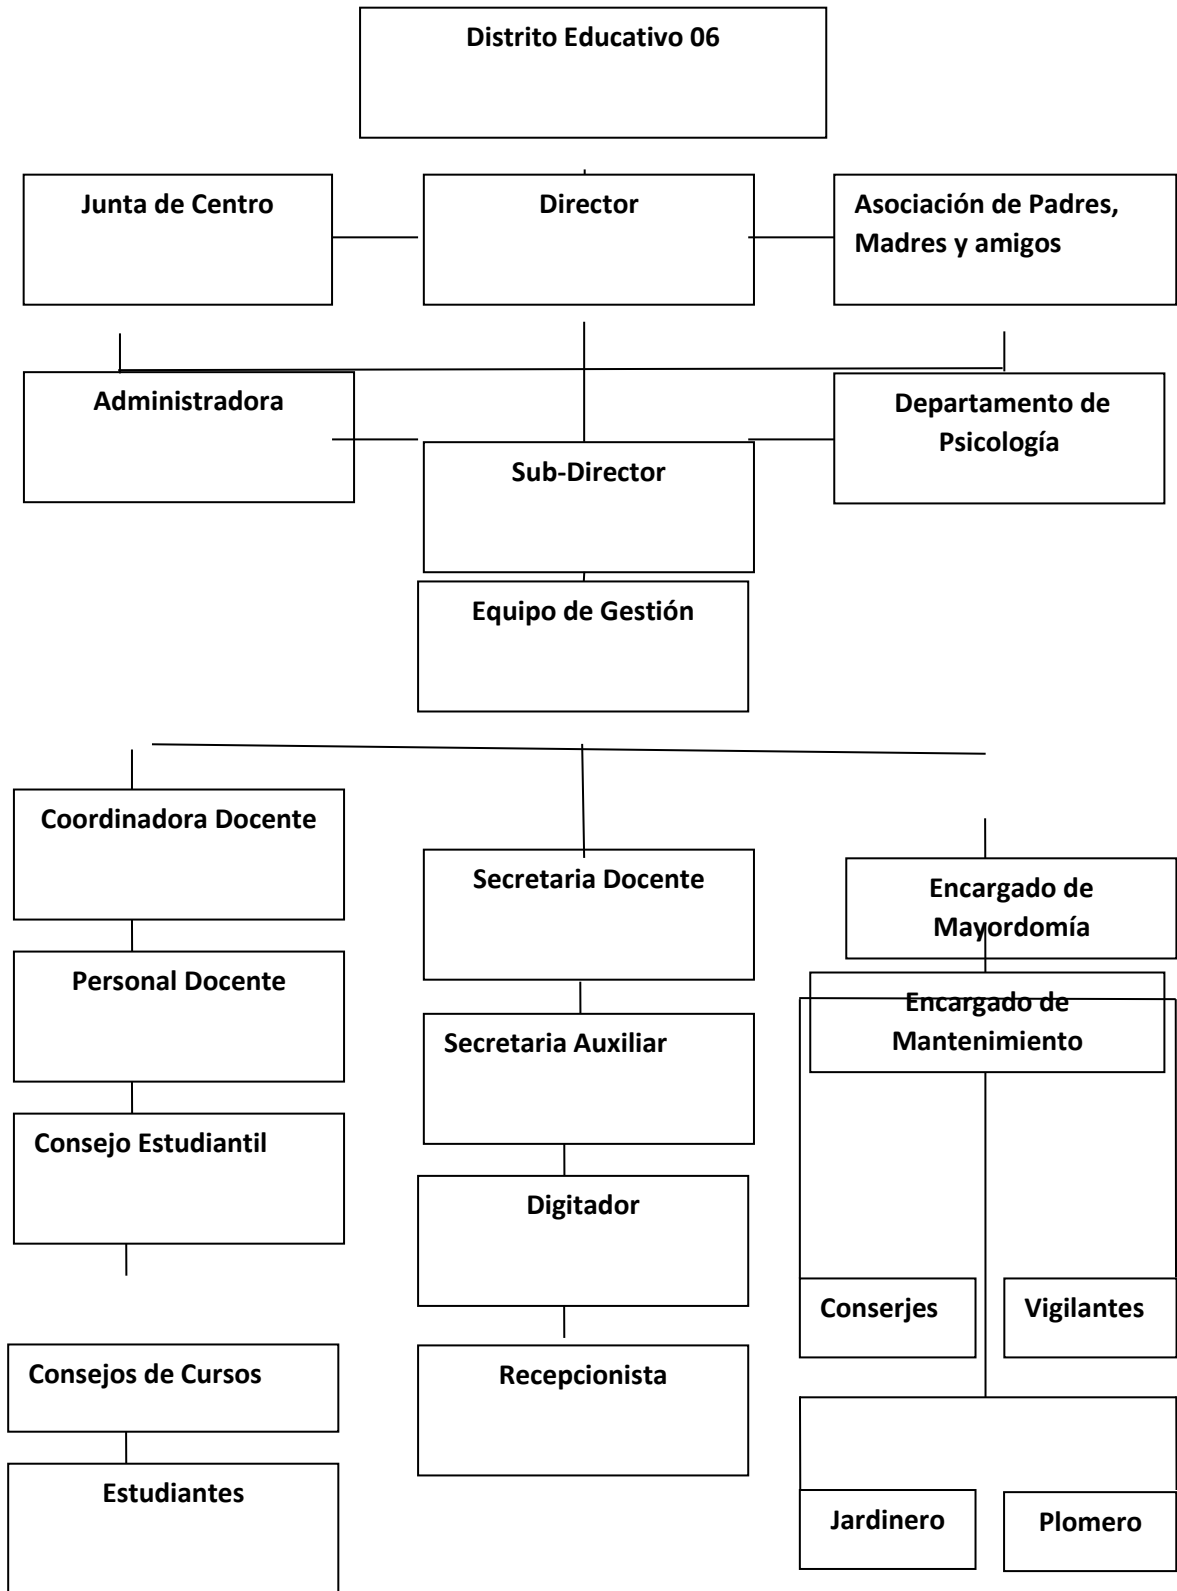 Distrito Educativo 06
Junta de Centro
Director
Asociación de Padres,
Madres y amigos
Administradora
Departamento de
Psicología
Sub-Director
Equipo de Gestión
Coordinadora Docente
Secretaria Docente
Encargado de
Mayordomía
Personal Docente
Encargado de
Mantenimiento
Secretaria Auxiliar
Consejo Estudiantil
Digitador
Conserjes
Vigilantes
Consejos de Cursos
Recepcionista
Estudiantes
Jardinero
Plomero